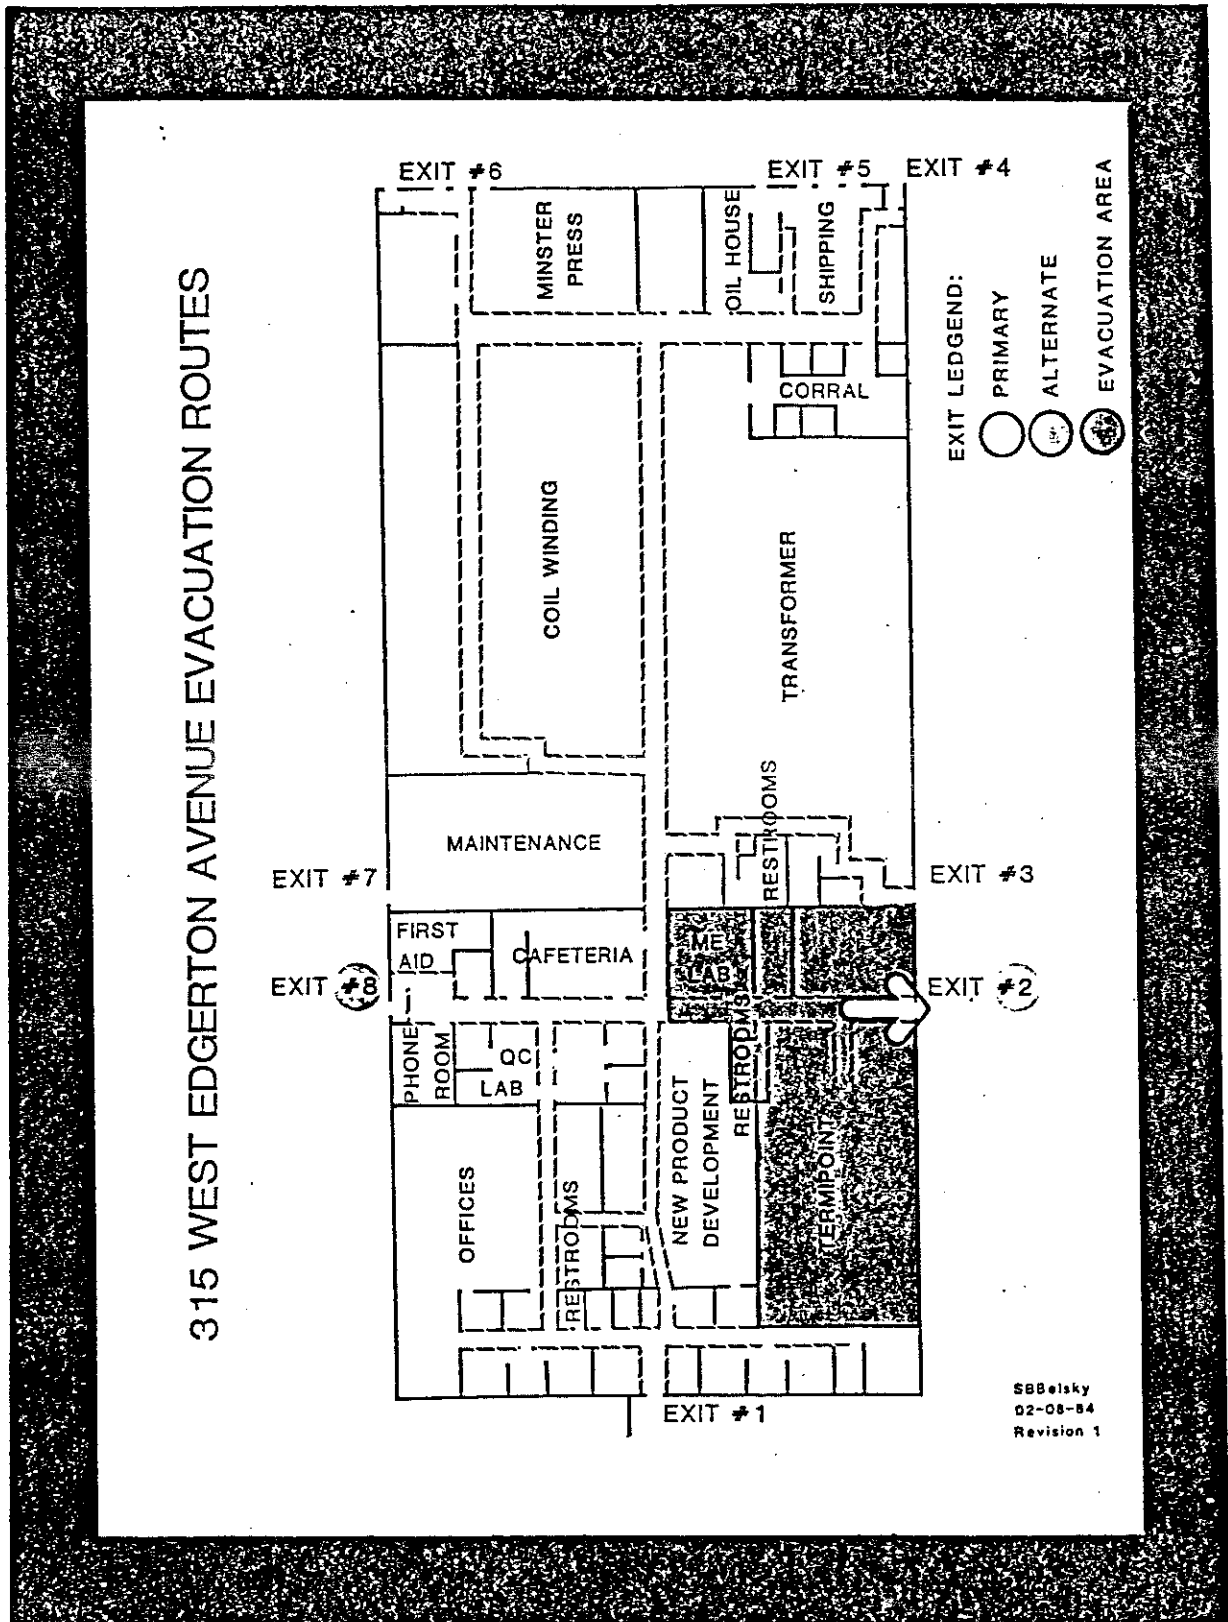 315 WEST EDGERTON AVENUE EVACUATION ROUTES
EXIT #6
EXIT #5
EXIT #4
MINSTER
PRESS
OIL HOUSE
SHIPPING
CORRAL
COIL WINDING
TRANSFORMER
EXIT LEDGEND:
PRIMARY
ALTERNATE
EVACUATION AREA
MAINTENANCE
RESTROOMS
EXIT #7
EXIT #3
FIRST
AID
CAFETERIA
ME
LAB
EXIT #8
EXIT #2
PHONE
ROOM
QC
LAB
RESTROOMS
NEW PRODUCT
DEVELOPMENT
TERMIPOINT
OFFICES
RESTROOMS
EXIT #1
SBBelsky
02-08-84
Revision 1